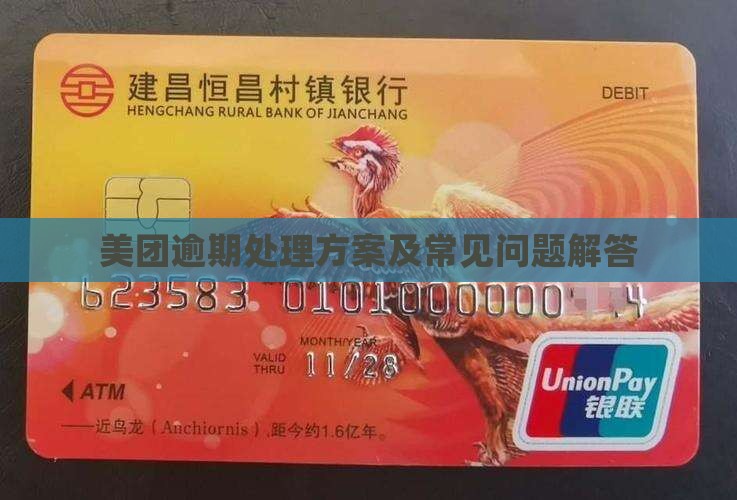 建昌恒昌村镇银行
HENGCHANG RURAL BANK OF JIANCHANG
DEBIT
美团逾期处理方案及常见问题解答
623583 0101000000 4
MONTH/YEAR
VALID THRU 11/28
ATM
UnionPay
银联
——近鸟龙（Anchiornis）,距今约1.6亿年。